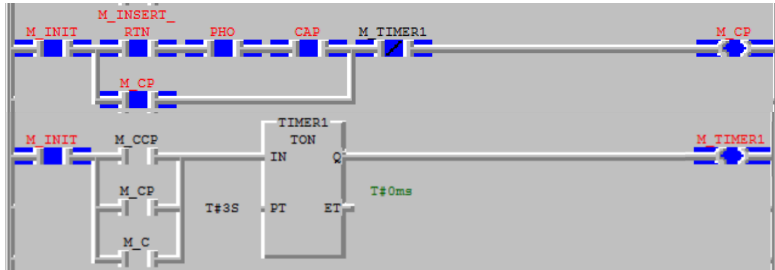 M_INSERT_
M_INIT RTN PHO CAP M_TIMER1 M_CP
M_CP
TIMER1
M_INIT M_CCP TON M_TIMER1
IN Q
M_CP T#3S PT ET T#0ms
M_C